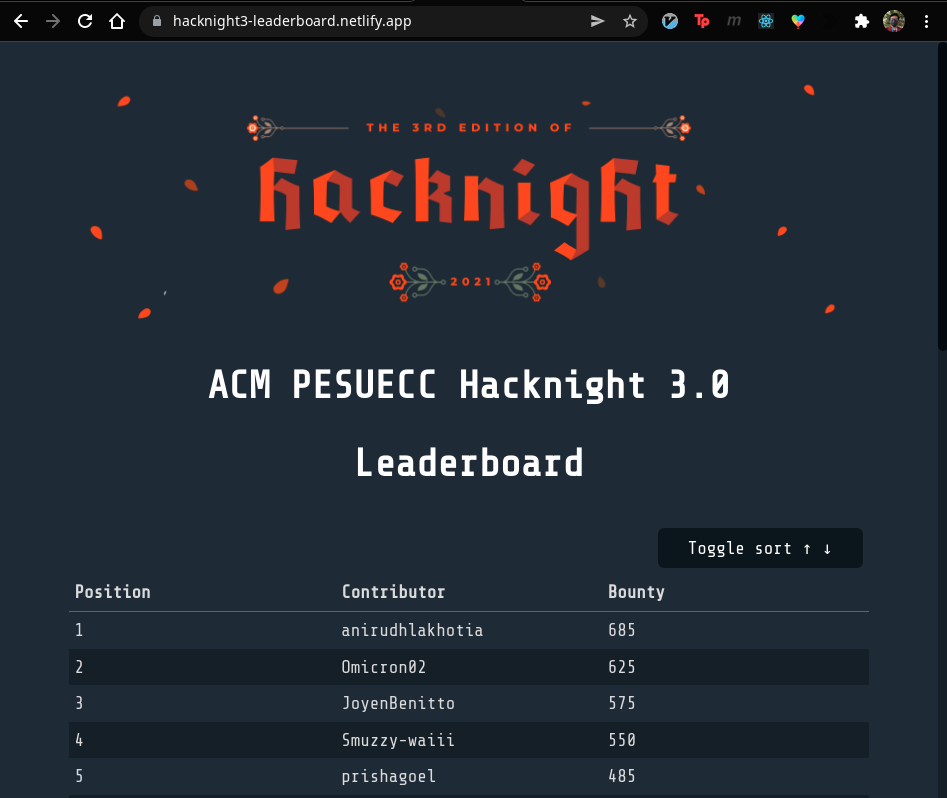 hacknight3-leaderboard.netlify.app
Tp
m
THE 3RD EDITION OF
hacknight
2021
ACM PESUECC Hacknight 3.0
Leaderboard
Toggle sort ↑ ↓
Position Contributor Bounty
1 anirudhlakhotia 685
2 Omicron02 625
3 JoyenBenitto 575
4 Smuzzy-waiii 550
5 prishagoel 485